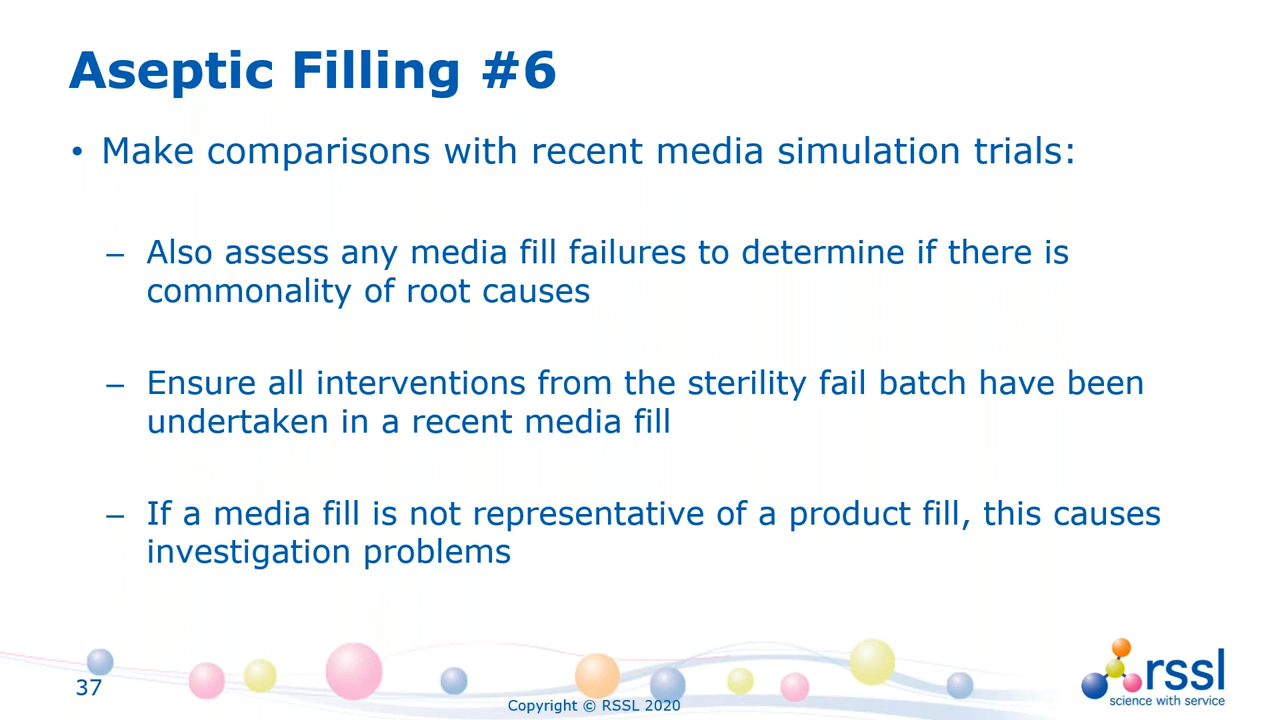 Aseptic Filling #6
• Make comparisons with recent media simulation trials:
– Also assess any media fill failures to determine if there is
commonality of root causes
– Ensure all interventions from the sterility fail batch have been
undertaken in a recent media fill
– If a media fill is not representative of a product fill, this causes
investigation problems
37
Copyright © RSSL 2020
rssl
science with service